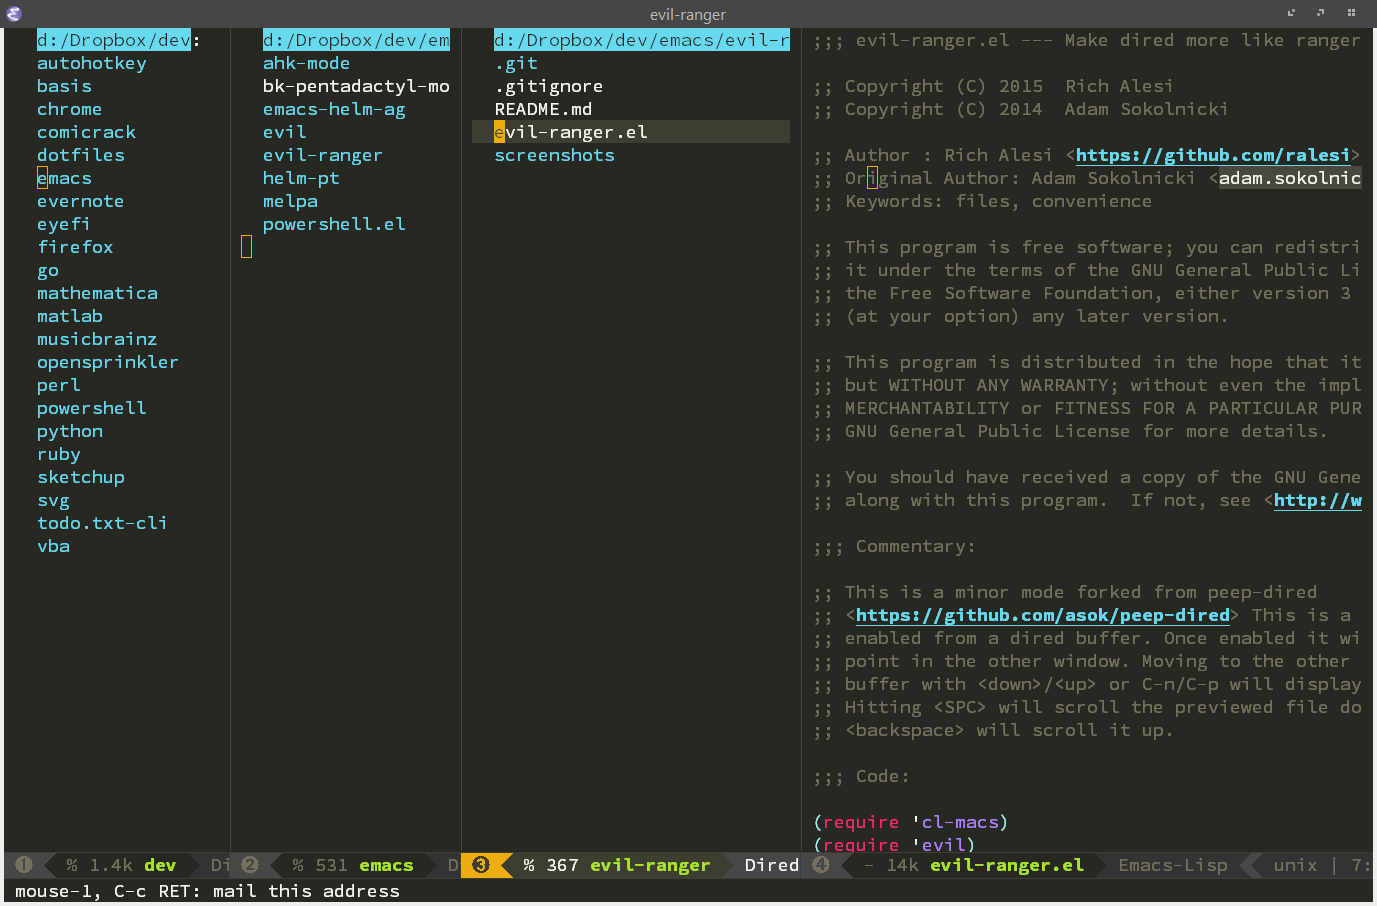 evil-ranger
d:/Dropbox/dev:
autohotkey
basis
chrome
comicrack
dotfiles
emacs
evernote
eyefi
firefox
go
mathematica
matlab
musicbrainz
opensprinkler
perl
powershell
python
ruby
sketchup
svg
todo.txt-cli
vba
d:/Dropbox/dev/em
ahk-mode
bk-pentadactyl-mo
emacs-helm-ag
evil
evil-ranger
helm-pt
melpa
powershell.el
d:/Dropbox/dev/emacs/evil-r
.git
.gitignore
README.md
evil-ranger.el
screenshots
;;; evil-ranger.el --- Make dired more like ranger
;; Copyright (C) 2015  Rich Alesi
;; Copyright (C) 2014  Adam Sokolnicki
;; Author : Rich Alesi <https://github.com/ralesi>
;; Original Author: Adam Sokolnicki <adam.sokolnic
;; Keywords: files, convenience
;; This program is free software; you can redistri
;; it under the terms of the GNU General Public Li
;; the Free Software Foundation, either version 3
;; (at your option) any later version.
;; This program is distributed in the hope that it
;; but WITHOUT ANY WARRANTY; without even the impl
;; MERCHANTABILITY or FITNESS FOR A PARTICULAR PUR
;; GNU General Public License for more details.
;; You should have received a copy of the GNU Gene
;; along with this program.  If not, see <http://w
;;; Commentary:
;; This is a minor mode forked from peep-dired
;; <https://github.com/asok/peep-dired> This is a
;; enabled from a dired buffer. Once enabled it wi
;; point in the other window. Moving to the other
;; buffer with <down>/<up> or C-n/C-p will display
;; Hitting <SPC> will scroll the previewed file do
;; <backspace> will scroll it up.
;;; Code:
(require 'cl-macs)
(require 'evil)
❶ % 1.4k dev Di ❷ % 531 emacs D ❸ % 367 evil-ranger Dired ❹ - 14k evil-ranger.el Emacs-Lisp unix | 7:
mouse-1, C-c RET: mail this address